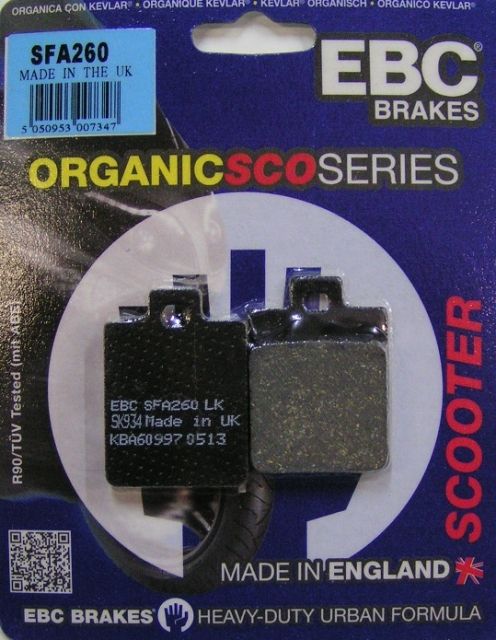 ORGANICA CON KEVLAR® · ORGANIQUE KEVLAR® · KEVLAR® ORGANISCH · ORGANICO KEVLAR®
SFA260
MADE IN THE UK
5 050953 007347
EBC®
BRAKES
ORGANICSCOSERIES
R90/TÜV Tested (mit ABE)
SCOOTER
EBC SFA260 LK
SK934 Made in UK
KBA60997 0513
MADE IN ENGLAND
EBC BRAKES HEAVY-DUTY URBAN FORMULA